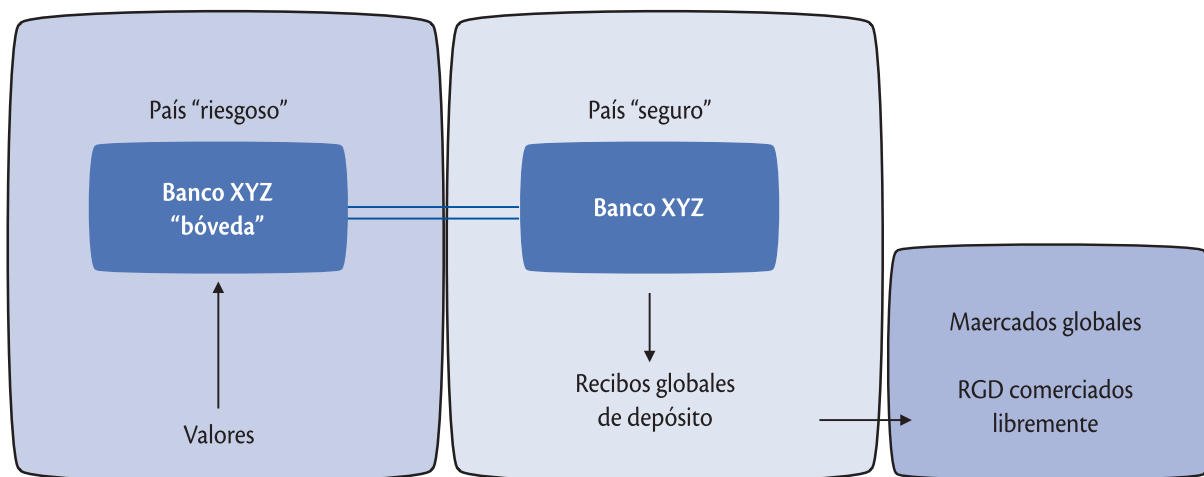 País “riesgoso”
Banco XYZ
“bóveda”
Valores
País “seguro”
Banco XYZ
Recibos globales
de depósito
Maercados globales
RGD comerciados
libremente